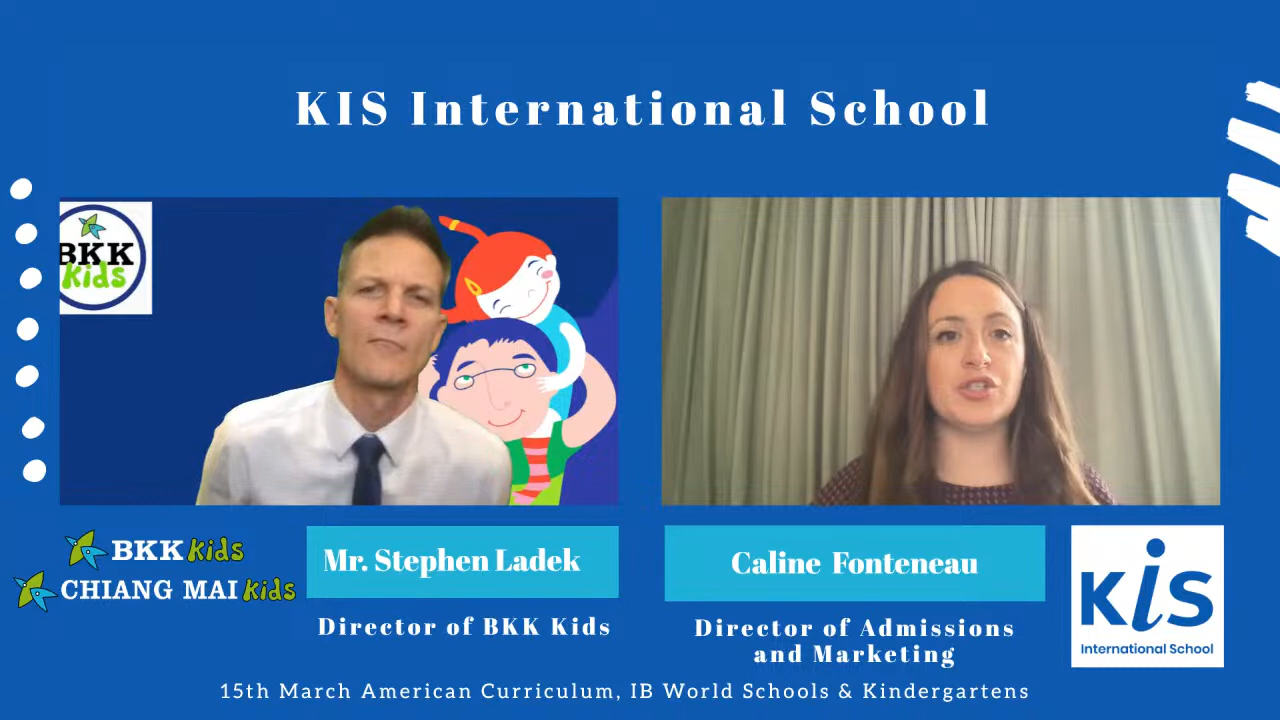 KIS International School
BKK
Kids
BKK Kids
CHIANG MAI Kids
Mr. Stephen Ladek
Director of BKK Kids
Caline Fonteneau
Director of Admissions
and Marketing
KiS
International School
15th March American Curriculum, IB World Schools & Kindergartens